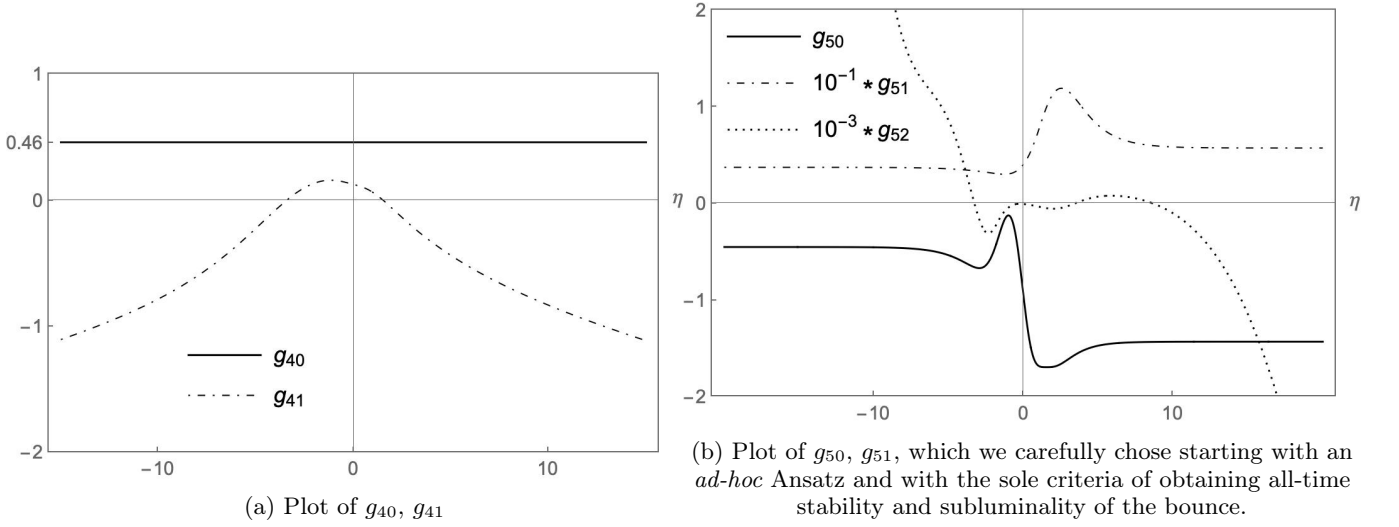 1
0.46
0
−1
−2
−10
0
10
η
g40
g41
(a) Plot of g40, g41
2
1
0
−1
−2
−10
0
10
η
g50
10−1 * g51
10−3 * g52
(b) Plot of g50, g51, which we carefully chose starting with an
ad-hoc Ansatz and with the sole criteria of obtaining all-time
stability and subluminality of the bounce.